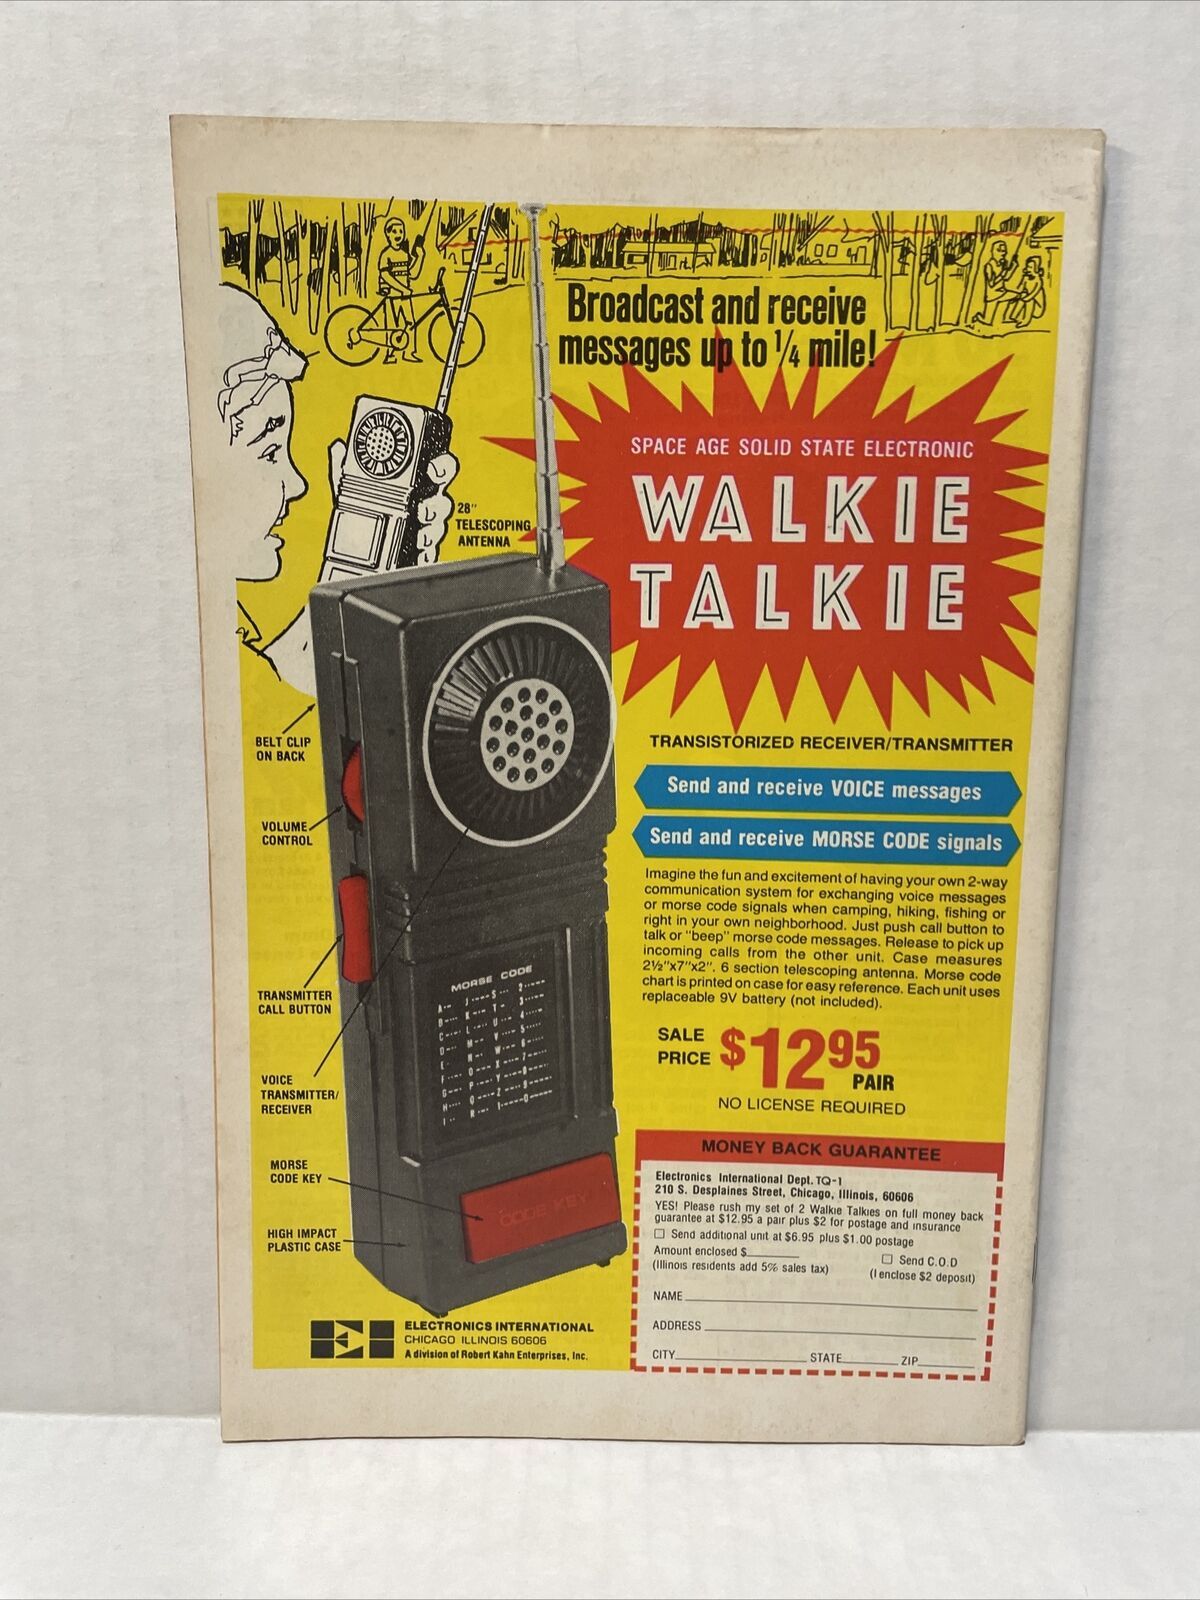 Broadcast and receive
messages up to 1/4 mile!
SPACE AGE SOLID STATE ELECTRONIC
WALKIE
TALKIE
28"
TELESCOPING
ANTENNA
BELT CLIP
ON BACK
VOLUME
CONTROL
TRANSMITTER
CALL BUTTON
VOICE
TRANSMITTER/
RECEIVER
MORSE
CODE KEY
HIGH IMPACT
PLASTIC CASE
MORSE CODE
CODE KEY
TRANSISTORIZED RECEIVER/TRANSMITTER
Send and receive VOICE messages
Send and receive MORSE CODE signals
Imagine the fun and excitement of having your own 2-way
communication system for exchanging voice messages
or morse code signals when camping, hiking, fishing or
right in your own neighborhood. Just push call button to
talk or "beep" morse code messages. Release to pick up
incoming calls from the other unit. Case measures
2½"x7"x2". 6 section telescoping antenna. Morse code
chart is printed on case for easy reference. Each unit uses
replaceable 9V battery (not included).
SALE
PRICE $12.95
PAIR
NO LICENSE REQUIRED
MONEY BACK GUARANTEE
Electronics International Dept. TQ-1
210 S. Desplaines Street, Chicago, Illinois, 60606
YES! Please rush my set of 2 Walkie Talkies on full money back
guarantee at $12.95 a pair plus $2 for postage and insurance
☐ Send additional unit at $6.95 plus $1.00 postage
Amount enclosed $ ☐ Send C.O.D
(Illinois residents add 5% sales tax) (I enclose $2 deposit)
NAME
ADDRESS
CITY STATE ZIP
EI
ELECTRONICS INTERNATIONAL
CHICAGO ILLINOIS 60606
A division of Robert Kahn Enterprises, Inc.